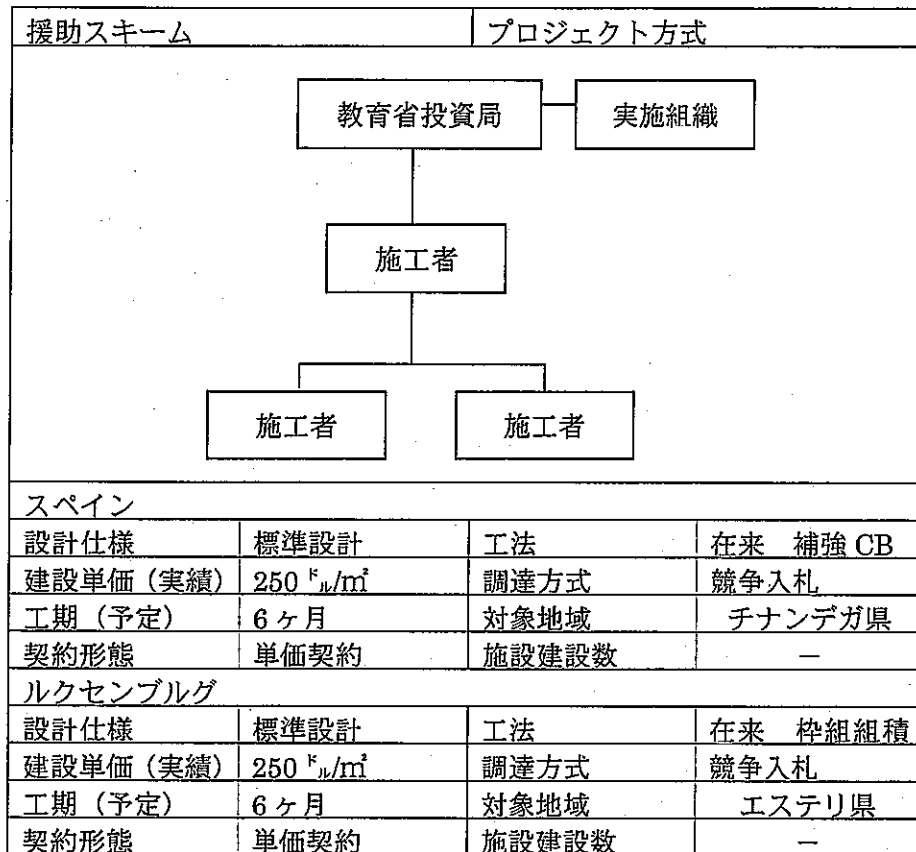 援助スキーム プロジェクト方式
教育省投資局 実施組織
施工者
施工者 施工者
スペイン
設計仕様 標準設計 工法 在来 補強 CB
建設単価（実績） 250 ㌦/㎡ 調達方式 競争入札
工期（予定） 6 ヶ月 対象地域 チナンデガ県
契約形態 単価契約 施設建設数 －
ルクセンブルグ
設計仕様 標準設計 工法 在来 枠組組積
建設単価（実績） 250 ㌦/㎡ 調達方式 競争入札
工期（予定） 6 ヶ月 対象地域 エステリ県
契約形態 単価契約 施設建設数 －